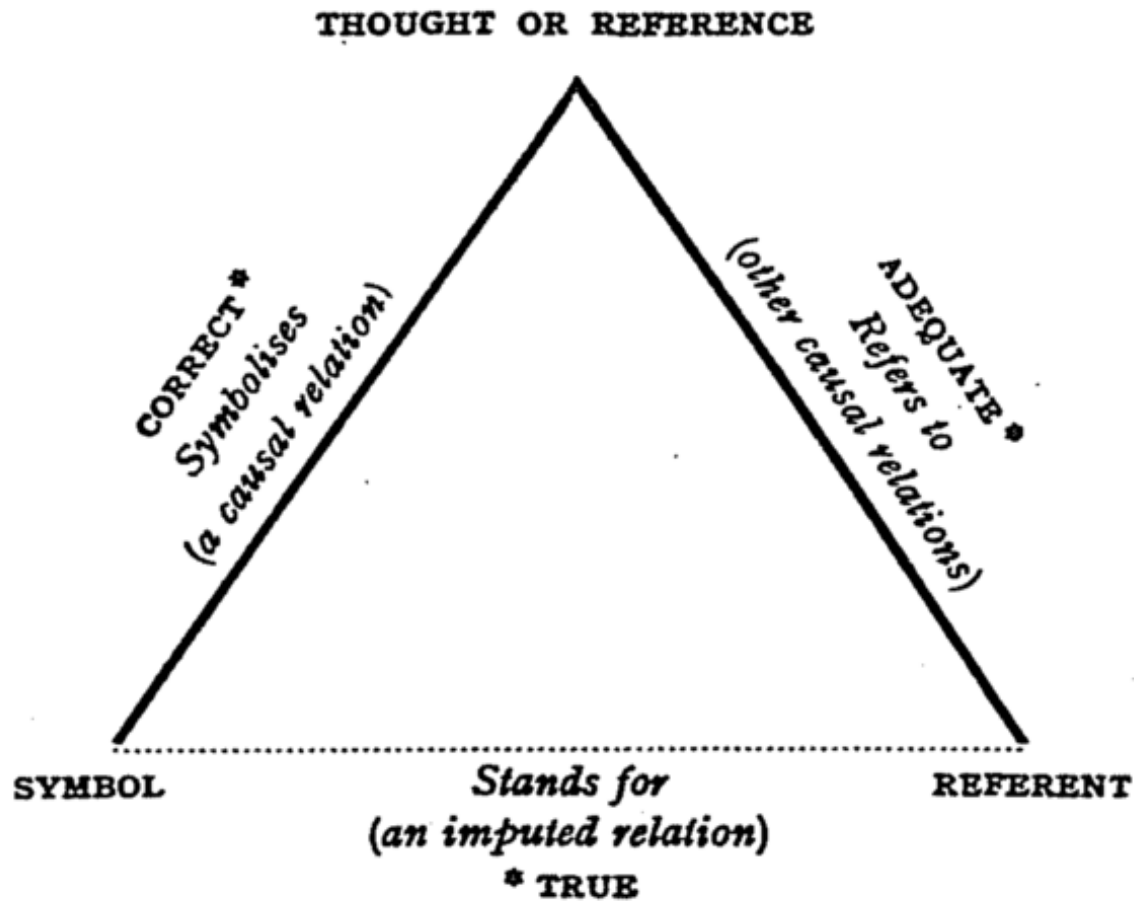 THOUGHT OR REFERENCE
CORRECT*
Symbolises
(a causal relation)
ADEQUATE*
Refers to
(other causal relations)
SYMBOL
Stands for
(an imputed relation)
* TRUE
REFERENT